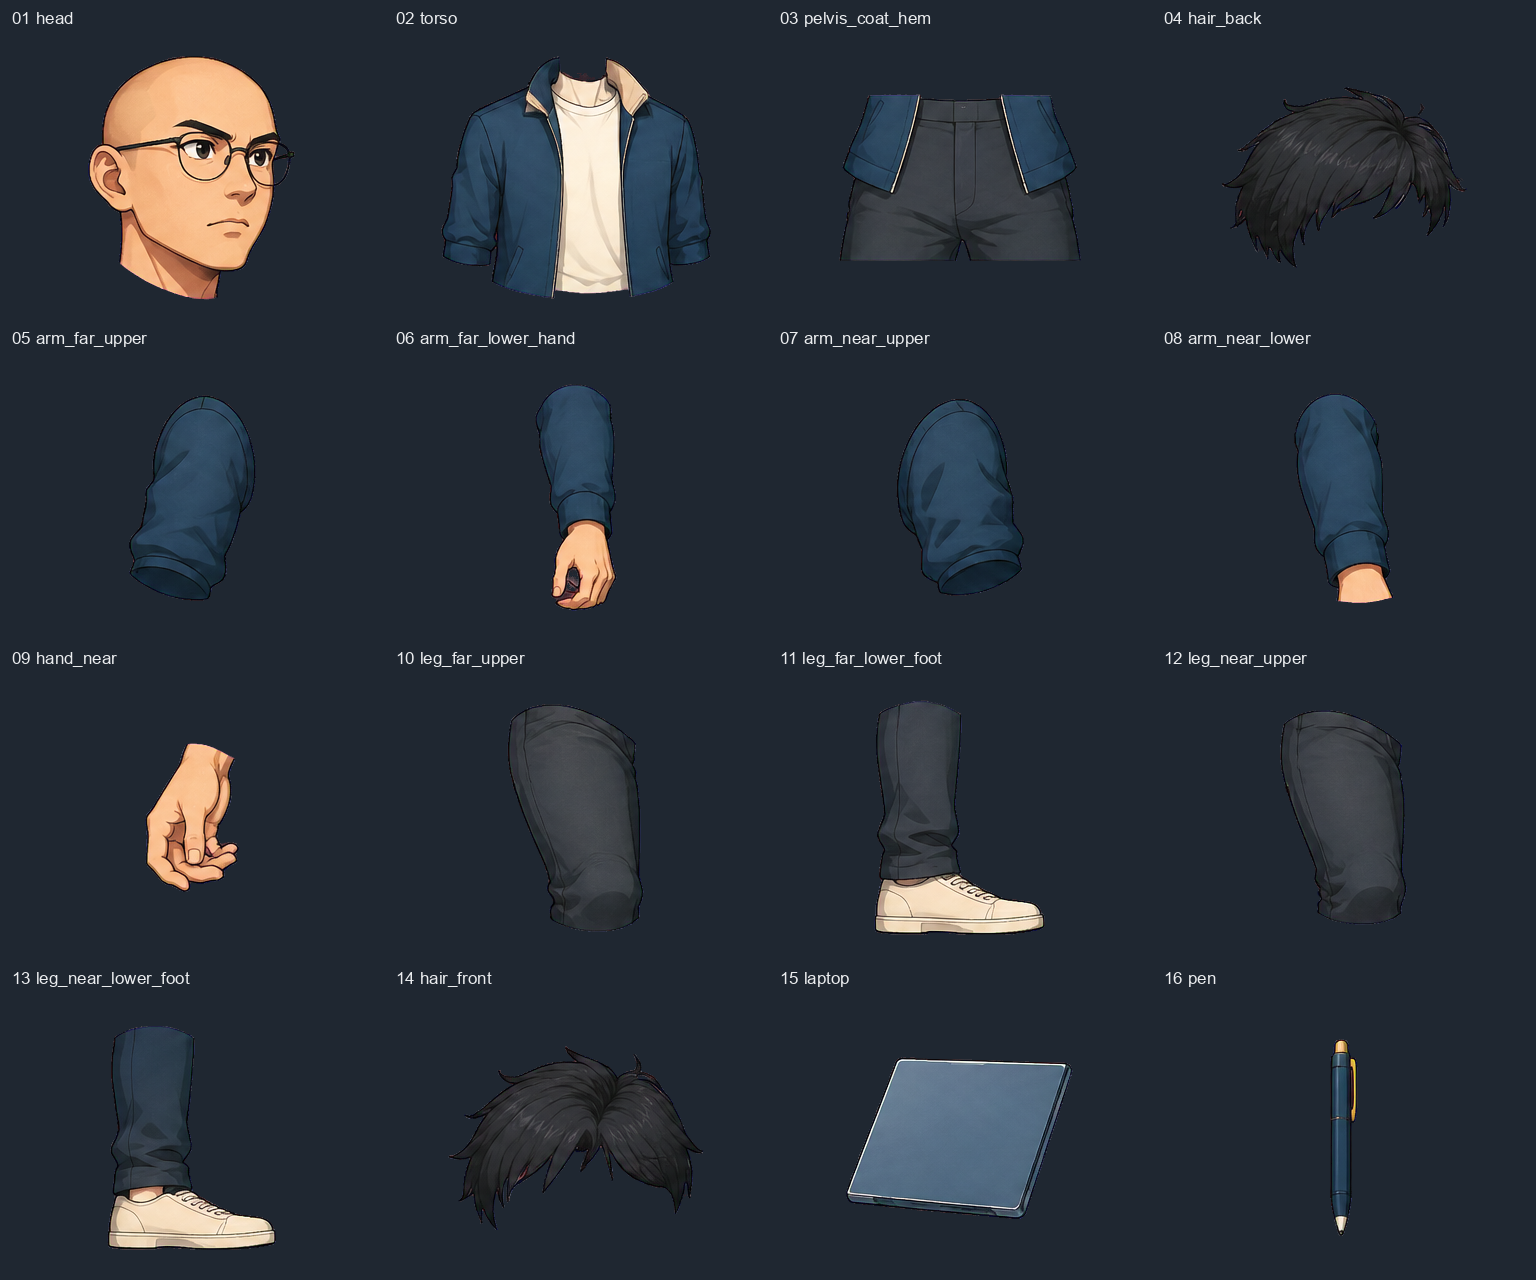 01 head
02 torso
03 pelvis_coat_hem
04 hair_back
05 arm_far_upper
06 arm_far_lower_hand
07 arm_near_upper
08 arm_near_lower
09 hand_near
10 leg_far_upper
11 leg_far_lower_foot
12 leg_near_upper
13 leg_near_lower_foot
14 hair_front
15 laptop
16 pen